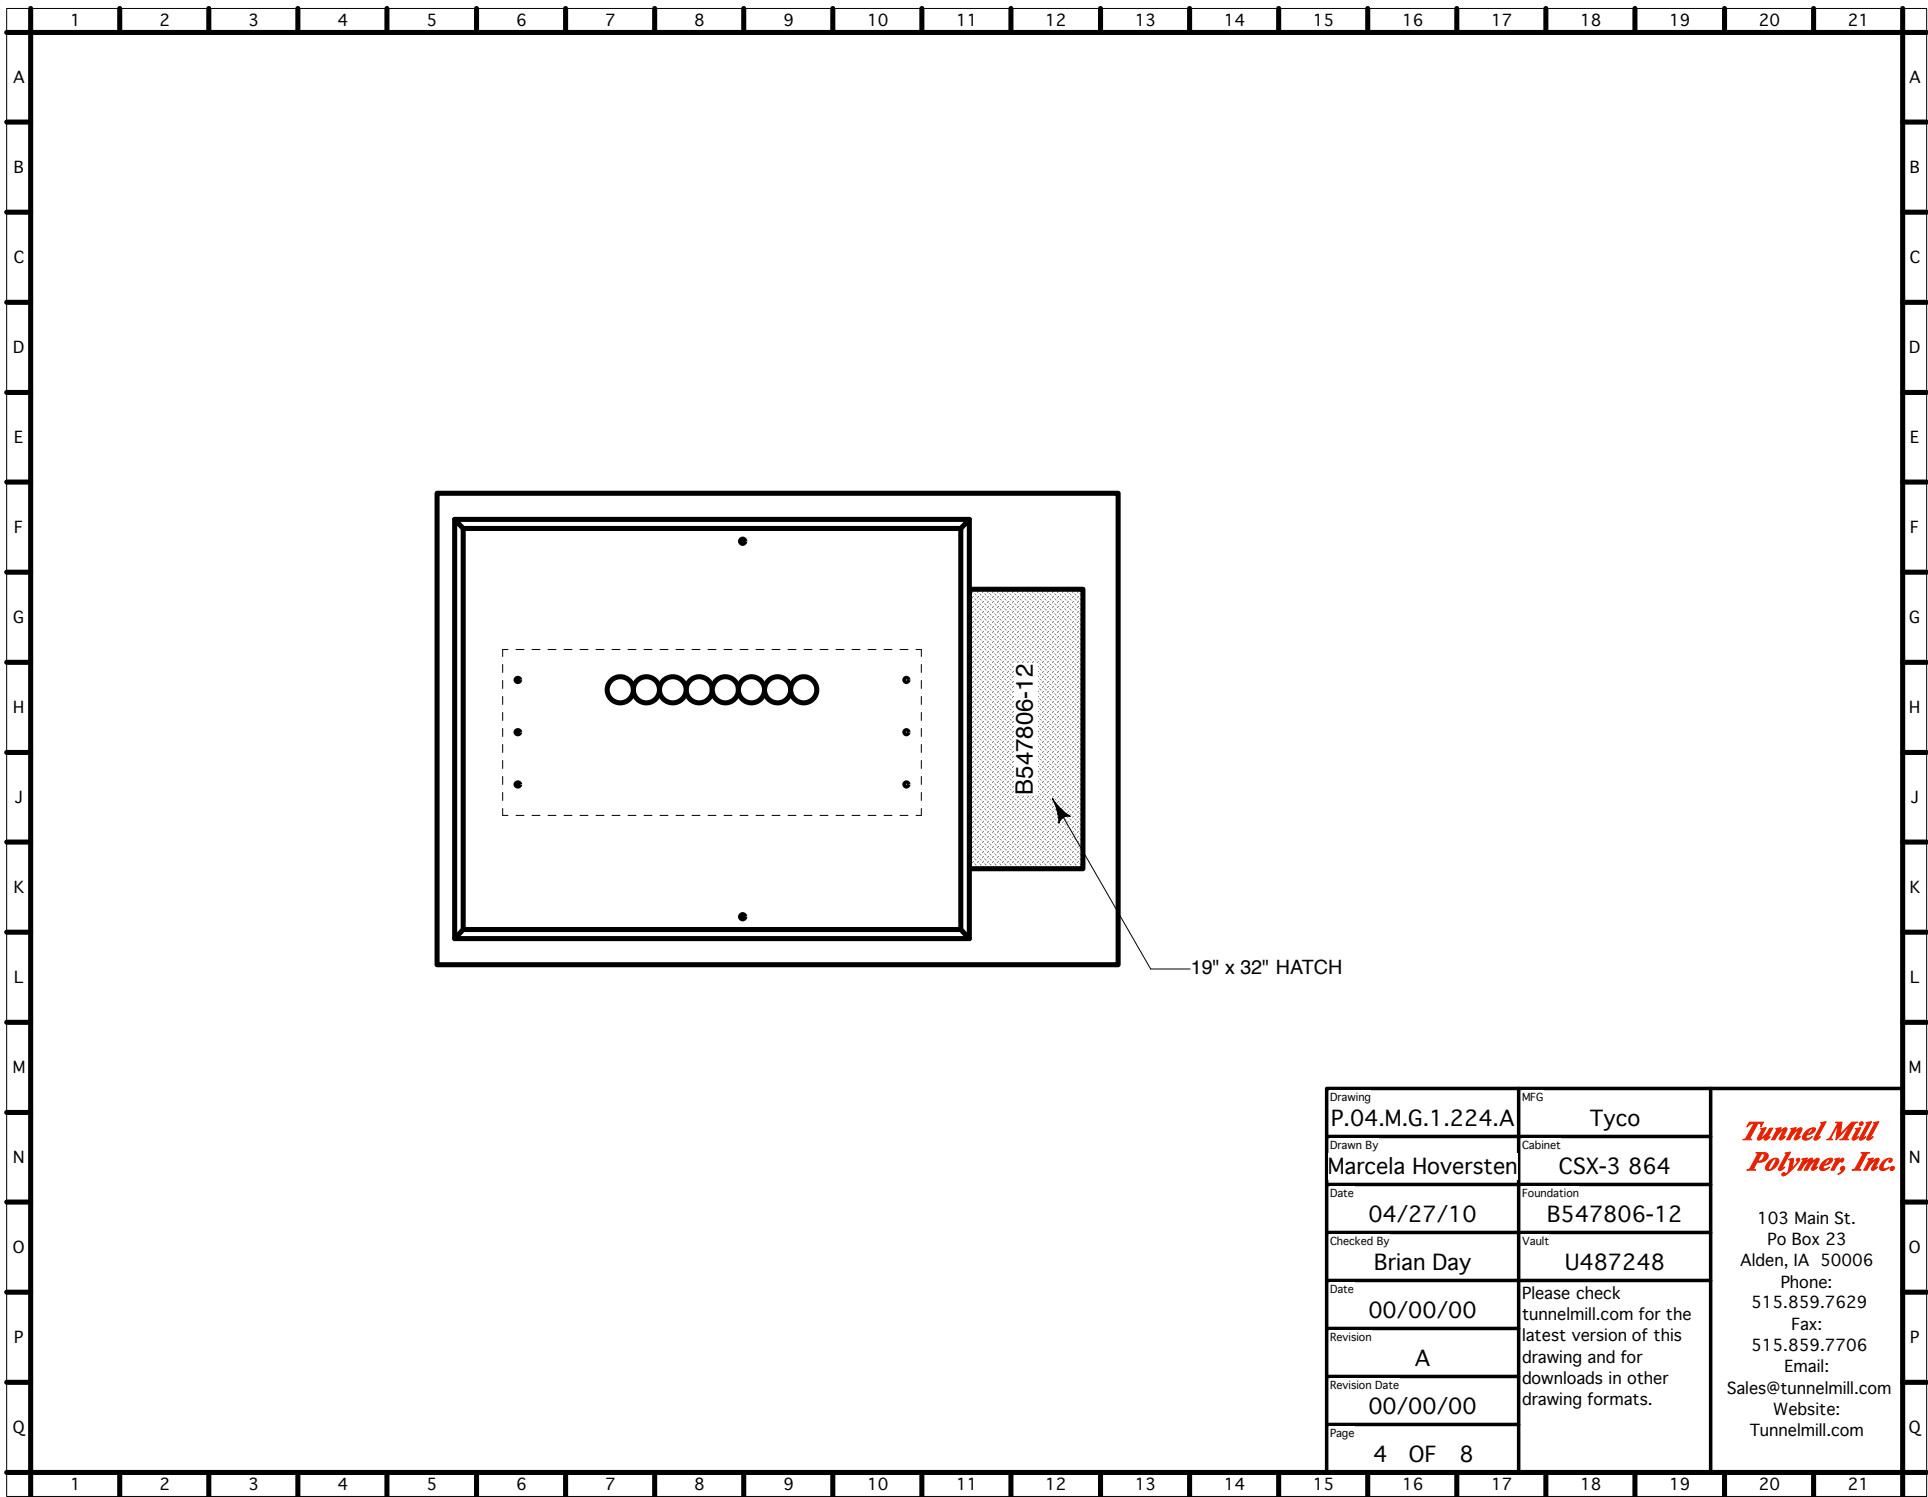 1 2 3 4 5 6 7 8 9 10 11 12 13 14 15 16 17 18 19 20 21
A A
B B
C C
D D
E E
F F
G G
H H
J J
K K
L L
M M
N N
O O
P P
Q Q
B547806-12
19" x 32" HATCH
Drawing
P.04.M.G.1.224.A
MFG
Tyco
Drawn By
Marcela Hoversten
Cabinet
CSX-3 864
Date
04/27/10
Foundation
B547806-12
Checked By
Brian Day
Vault
U487248
Date
00/00/00
Revision
A
Revision Date
00/00/00
Page
4 OF 8
Please check
tunnelmill.com for the
latest version of this
drawing and for
downloads in other
drawing formats.
Tunnel Mill
Polymer, Inc.
103 Main St.
Po Box 23
Alden, IA 50006
Phone:
515.859.7629
Fax:
515.859.7706
Email:
Sales@tunnelmill.com
Website:
Tunnelmill.com
1 2 3 4 5 6 7 8 9 10 11 12 13 14 15 16 17 18 19 20 21